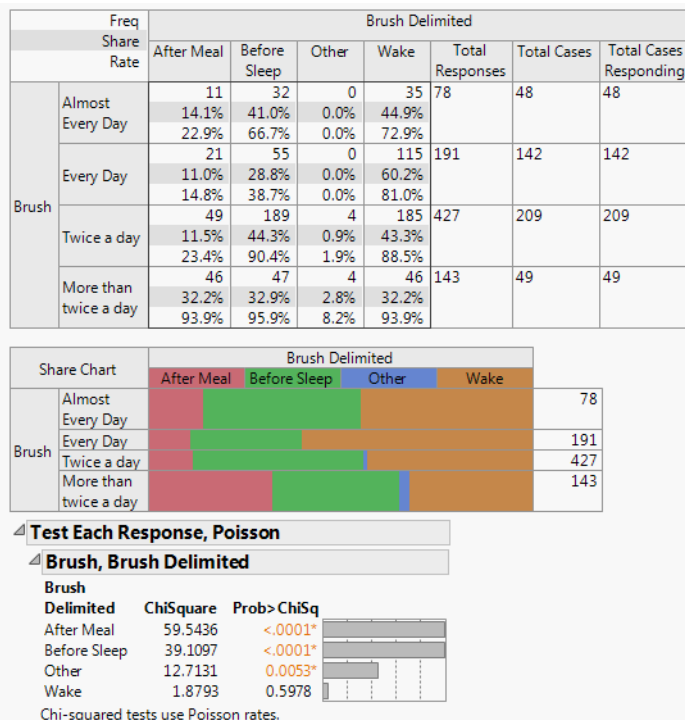 Freq Brush Delimited
Share After Meal Before Sleep Other Wake Total Responses Total Cases Total Cases Responding
Rate
Brush Almost Every Day 11 32 0 35 78 48 48
14.1% 41.0% 0.0% 44.9%
22.9% 66.7% 0.0% 72.9%
Every Day 21 55 0 115 191 142 142
11.0% 28.8% 0.0% 60.2%
14.8% 38.7% 0.0% 81.0%
Twice a day 49 189 4 185 427 209 209
11.5% 44.3% 0.9% 43.3%
23.4% 90.4% 1.9% 88.5%
More than twice a day 46 47 4 46 143 49 49
32.2% 32.9% 2.8% 32.2%
93.9% 95.9% 8.2% 93.9%
Share Chart Brush Delimited
After Meal Before Sleep Other Wake
Brush Almost Every Day 78
Every Day 191
Twice a day 427
More than twice a day 143
Test Each Response, Poisson
Brush, Brush Delimited
Brush
Delimited ChiSquare Prob>ChiSq
After Meal 59.5436 <.0001*
Before Sleep 39.1097 <.0001*
Other 12.7131 0.0053*
Wake 1.8793 0.5978
Chi-squared tests use Poisson rates.